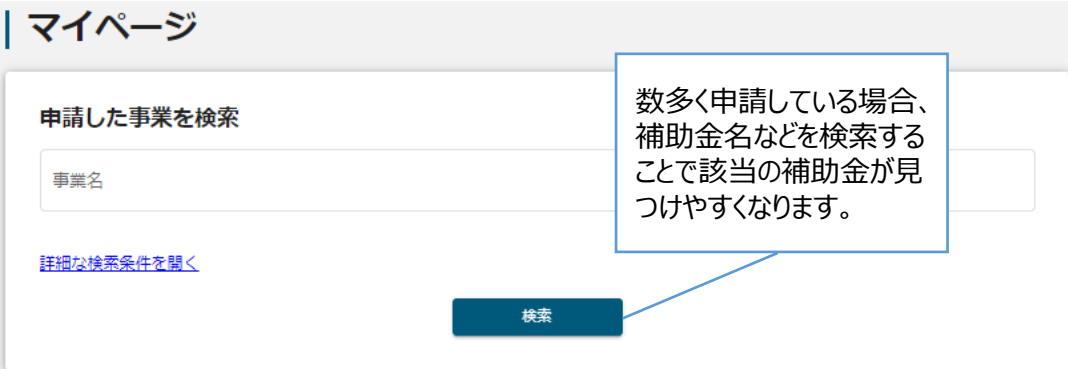 マイページ
申請した事業を検索
事業名
詳細な検索条件を開く
検索
数多く申請している場合、
補助金名などを検索する
ことで該当の補助金が見
つけやすくなります。